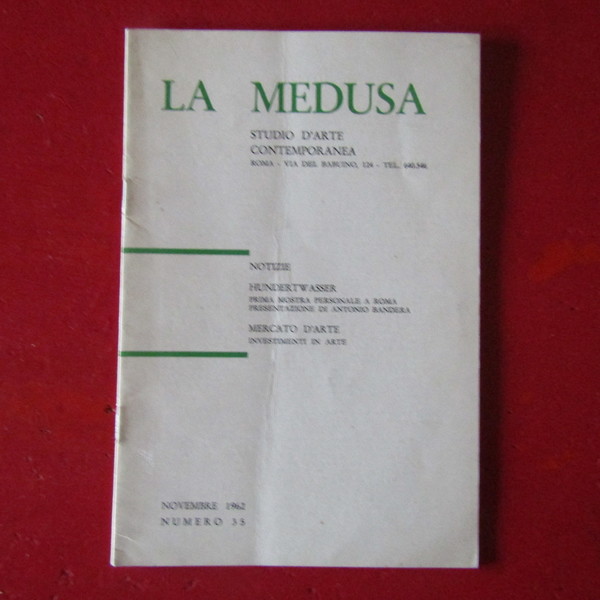 LA MEDUSA
STUDIO D'ARTE
CONTEMPORANEA
ROMA - VIA DEL BABUINO, 124 - TEL. 640.546
NOTIZIE
HUNDERTWASSER
PRIMA MOSTRA PERSONALE A ROMA
PRESENTAZIONE DI ANTONIO BANDERA
MERCATO D'ARTE
INVESTIMENTI IN ARTE
NOVEMBRE 1962
NUMERO 35